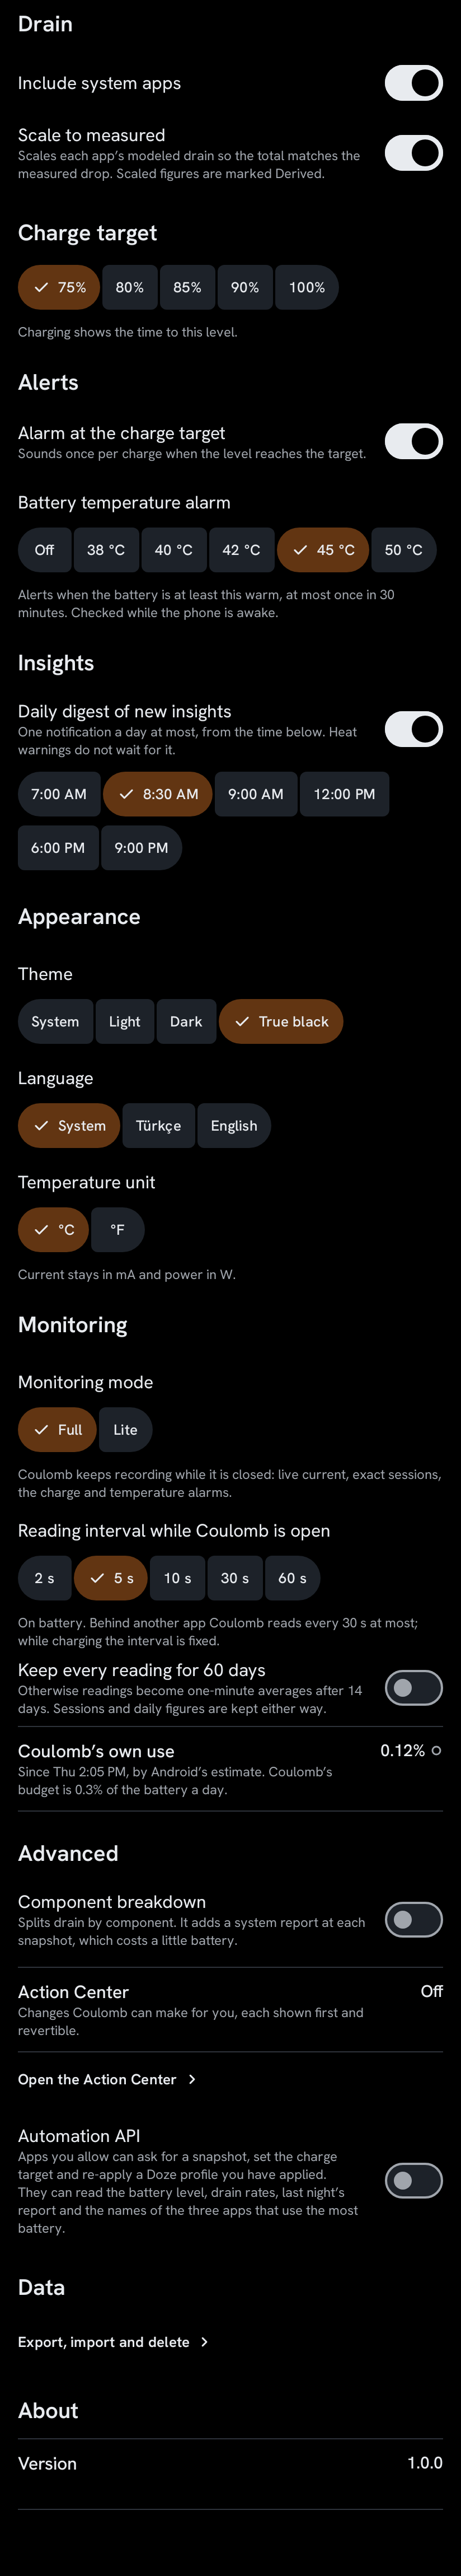 Drain
Include system apps
Scale to measured
Scales each app’s modeled drain so the total matches the
measured drop. Scaled figures are marked Derived.
Charge target
75% 80% 85% 90% 100%
Charging shows the time to this level.
Alerts
Alarm at the charge target
Sounds once per charge when the level reaches the target.
Battery temperature alarm
Off 38 °C 40 °C 42 °C 45 °C 50 °C
Alerts when the battery is at least this warm, at most once in 30
minutes. Checked while the phone is awake.
Insights
Daily digest of new insights
One notification a day at most, from the time below. Heat
warnings do not wait for it.
7:00 AM 8:30 AM 9:00 AM 12:00 PM
6:00 PM 9:00 PM
Appearance
Theme
System Light Dark True black
Language
System Türkçe English
Temperature unit
°C °F
Current stays in mA and power in W.
Monitoring
Monitoring mode
Full Lite
Coulomb keeps recording while it is closed: live current, exact sessions,
the charge and temperature alarms.
Reading interval while Coulomb is open
2 s 5 s 10 s 30 s 60 s
On battery. Behind another app Coulomb reads every 30 s at most;
while charging the interval is fixed.
Keep every reading for 60 days
Otherwise readings become one-minute averages after 14
days. Sessions and daily figures are kept either way.
Coulomb’s own use 0.12%
Since Thu 2:05 PM, by Android’s estimate. Coulomb’s
budget is 0.3% of the battery a day.
Advanced
Component breakdown
Splits drain by component. It adds a system report at each
snapshot, which costs a little battery.
Action Center Off
Changes Coulomb can make for you, each shown first and
revertible.
Open the Action Center
Automation API
Apps you allow can ask for a snapshot, set the charge
target and re-apply a Doze profile you have applied.
They can read the battery level, drain rates, last night’s
report and the names of the three apps that use the most
battery.
Data
Export, import and delete
About
Version 1.0.0